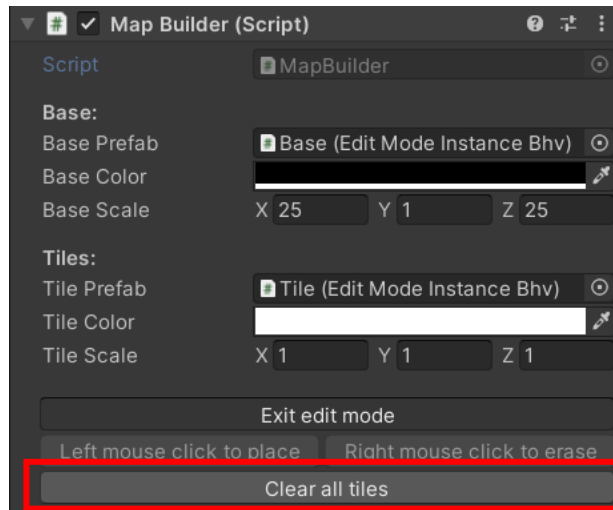 Map Builder (Script)
Script MapBuilder
Base:
Base Prefab Base (Edit Mode Instance Bhv)
Base Color
Base Scale X 25 Y 1 Z 25
Tiles:
Tile Prefab Tile (Edit Mode Instance Bhv)
Tile Color
Tile Scale X 1 Y 1 Z 1
Exit edit mode
Left mouse click to place Right mouse click to erase
Clear all tiles